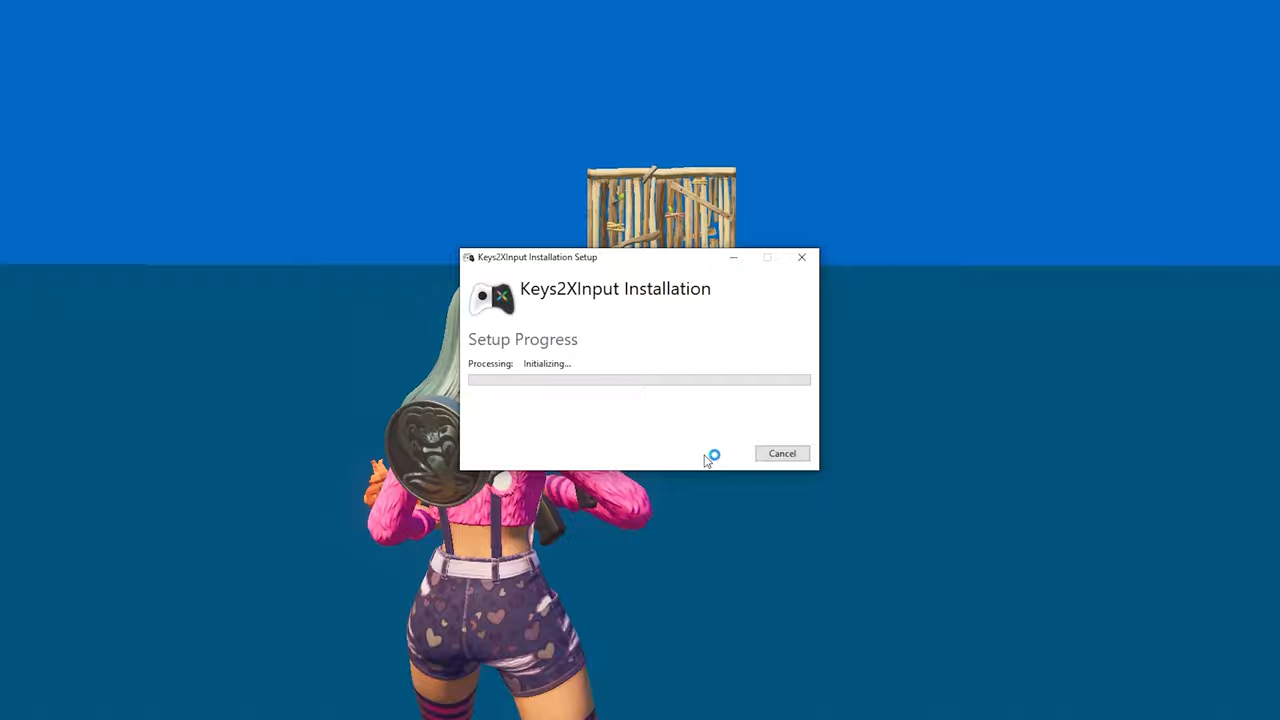 Keys2XInput Installation Setup
Keys2XInput Installation
Setup Progress
Processing: Initializing...
Cancel